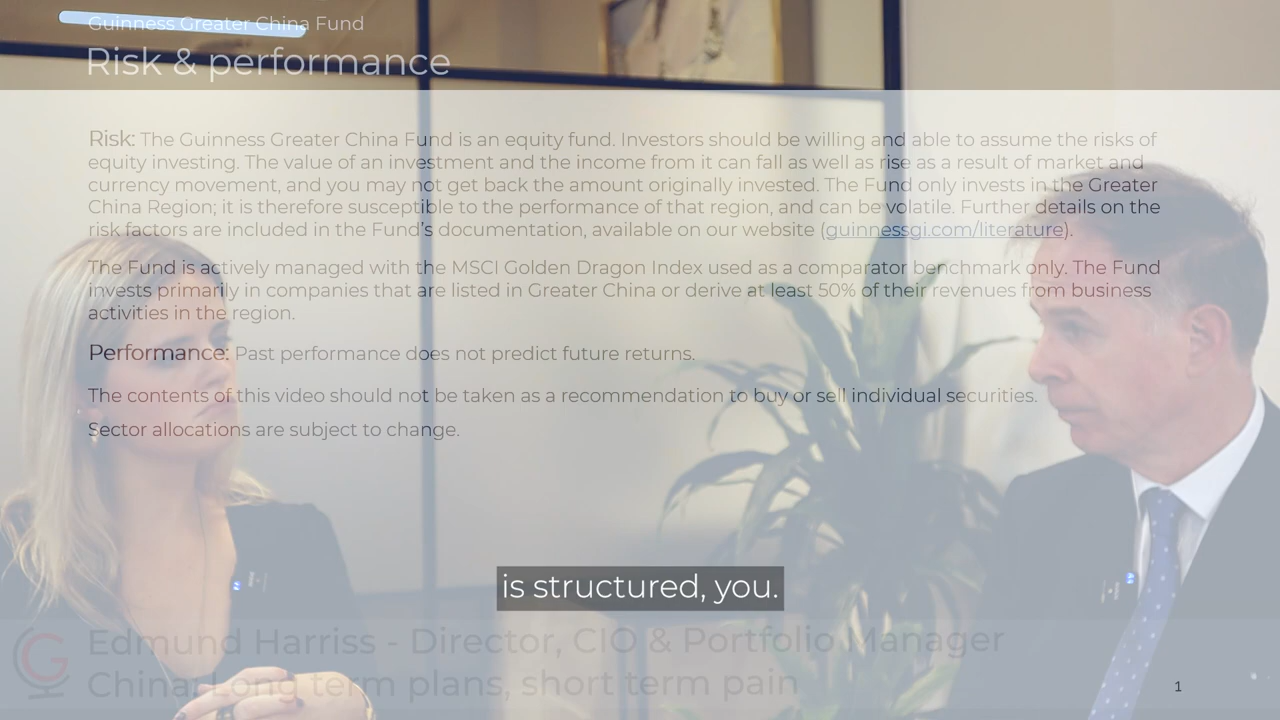 Guinness Greater China Fund
Risk & performance
Risk: The Guinness Greater China Fund is an equity fund. Investors should be willing and able to assume the risks of
equity investing. The value of an investment and the income from it can fall as well as rise as a result of market and
currency movement, and you may not get back the amount originally invested. The Fund only invests in the Greater
China Region; it is therefore susceptible to the performance of that region, and can be volatile. Further details on the
risk factors are included in the Fund's documentation, available on our website (guinnessgi.com/literature).
The Fund is actively managed with the MSCI Golden Dragon Index used as a comparator benchmark only. The Fund
invests primarily in companies that are listed in Greater China or derive at least 50% of their revenues from business
activities in the region.
Performance: Past performance does not predict future returns.
The contents of this video should not be taken as a recommendation to buy or sell individual securities.
Sector allocations are subject to change.
is structured, you.
G
Edmund Harriss - Director, CIO & Portfolio Manager
China: Long term plans, short term pain
1